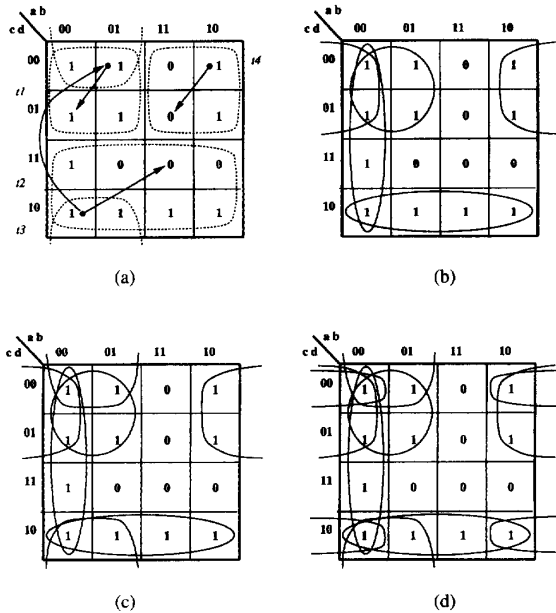 a b
00 01 11 10
c d
00 1 1 0 1 t4
t1
01 1 1 0 1
11 1 0 0 0
t2
10 1 1 1 1
t3
(a)
a b
00 01 11 10
c d
00 1 1 0 1
01 1 1 0 1
11 1 0 0 0
10 1 1 1 1
(b)
a b
00 01 11 10
c d
00 1 1 0 1
01 1 1 0 1
11 1 0 0 0
10 1 1 1 1
(c)
a b
00 01 11 10
c d
00 1 1 0 1
01 1 1 0 1
11 1 0 0 0
10 1 1 1 1
(d)